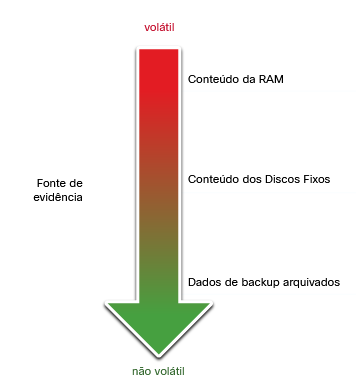 volátil
Conteúdo da RAM
Conteúdo dos Discos Fixos
Fonte de
evidência
Dados de backup arquivados
não volátil